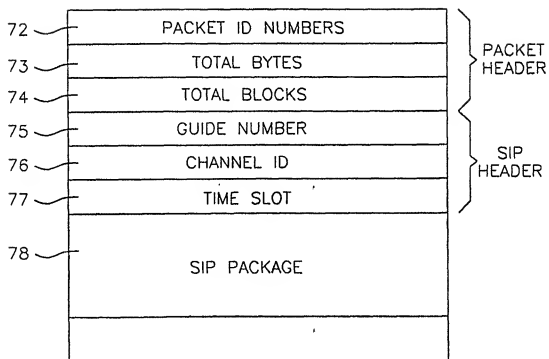 72 PACKET ID NUMBERS
73 TOTAL BYTES
74 TOTAL BLOCKS
PACKET
HEADER
75 GUIDE NUMBER
76 CHANNEL ID
77 TIME SLOT
SIP
HEADER
78 SIP PACKAGE